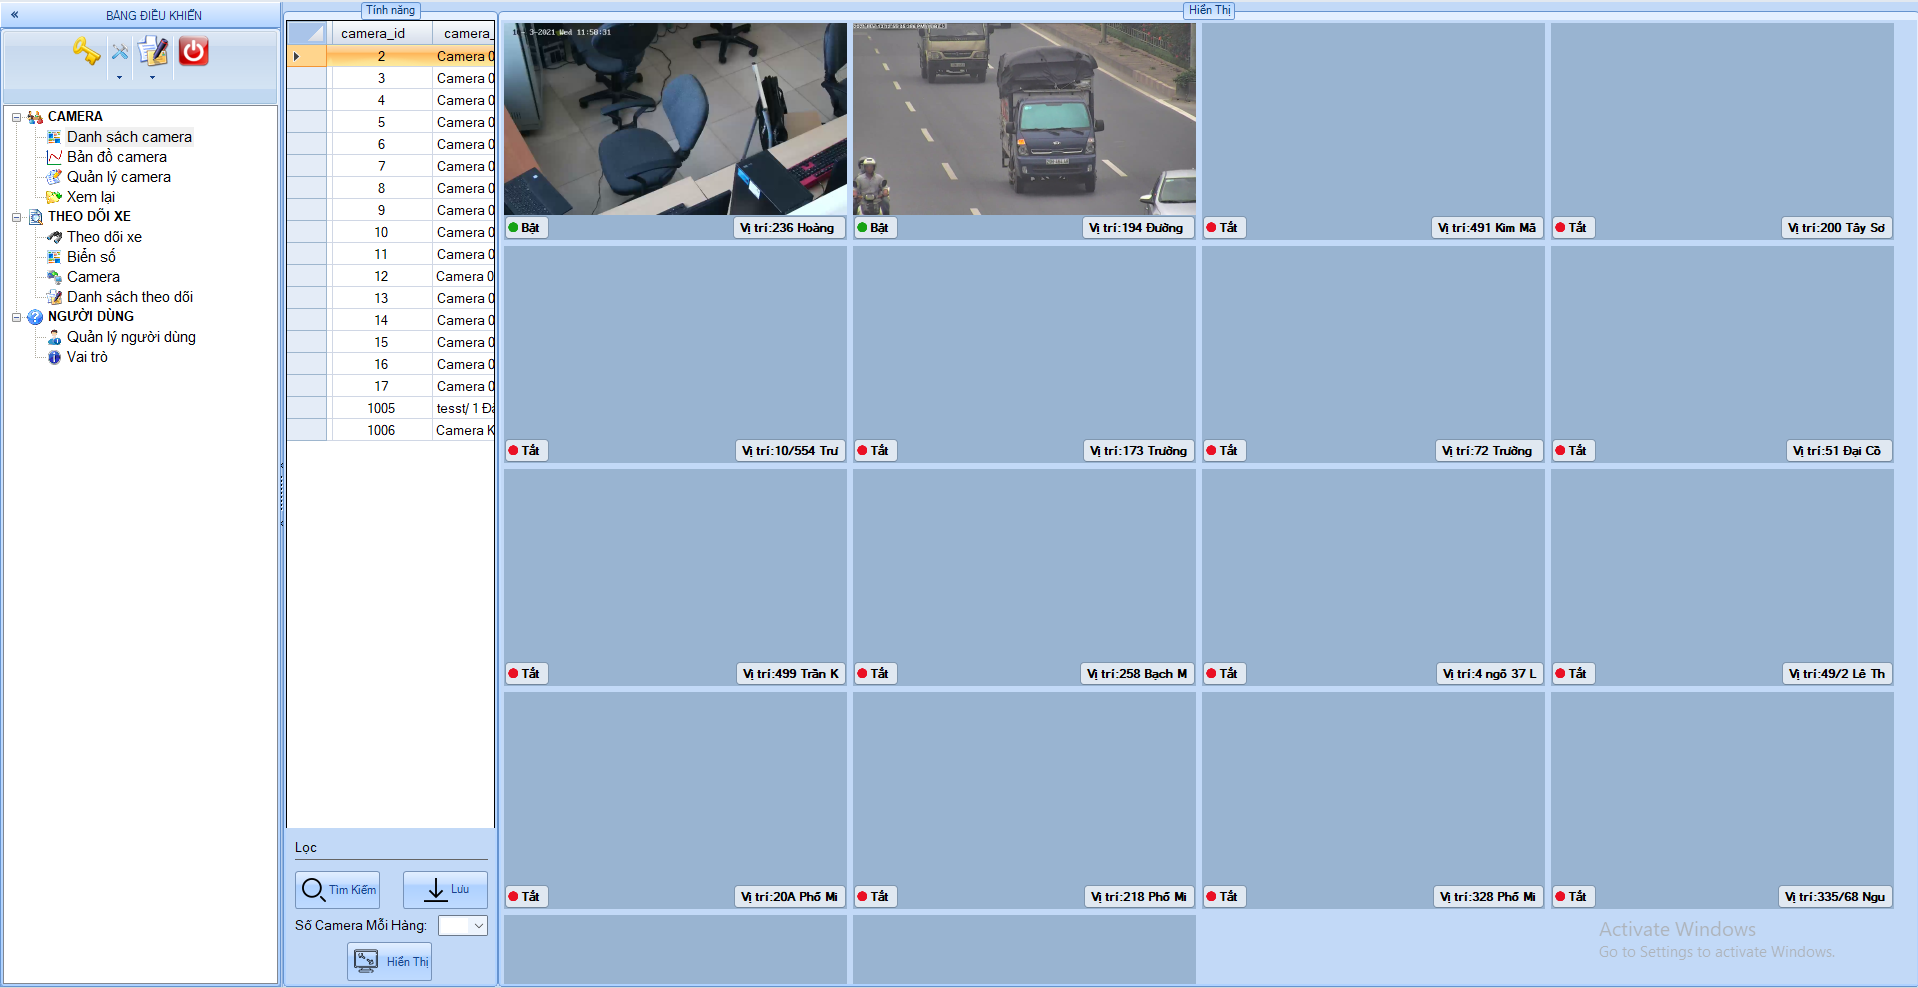 «
BẢNG ĐIỀU KHIỂN
CAMERA
Danh sách camera
Bản đồ camera
Quản lý camera
Xem lại
THEO DÕI XE
Theo dõi xe
Biển số
Camera
Danh sách theo dõi
NGƯỜI DÙNG
Quản lý người dùng
Vai trò
Tính năng
camera_id camera_
2 Camera 0
3 Camera 0
4 Camera 0
5 Camera 0
6 Camera 0
7 Camera 0
8 Camera 0
9 Camera 0
10 Camera 0
11 Camera 0
12 Camera 0
13 Camera 0
14 Camera 0
15 Camera 0
16 Camera 0
17 Camera 0
1005 tesst/ 1 Đà
1006 Camera K
Lọc
Tìm Kiếm
Lưu
Số Camera Mỗi Hàng:
Hiển Thị
Hiển Thị
3-2021 Wed 11:58:31
Bật Vị trí:236 Hoàng
Bật Vị trí:194 Đường
Tắt Vị trí:491 Kim Mã
Tắt Vị trí:200 Tây Sơ
Tắt Vị trí:10/554 Trư
Tắt Vị trí:173 Trường
Tắt Vị trí:72 Trường
Tắt Vị trí:51 Đại Cồ
Tắt Vị trí:499 Trần K
Tắt Vị trí:258 Bạch M
Tắt Vị trí:4 ngõ 37 L
Tắt Vị trí:49/2 Lê Th
Tắt Vị trí:20A Phố Mi
Tắt Vị trí:218 Phố Mi
Tắt Vị trí:328 Phố Mi
Tắt Vị trí:335/68 Ngu
Activate Windows
Go to Settings to activate Windows.